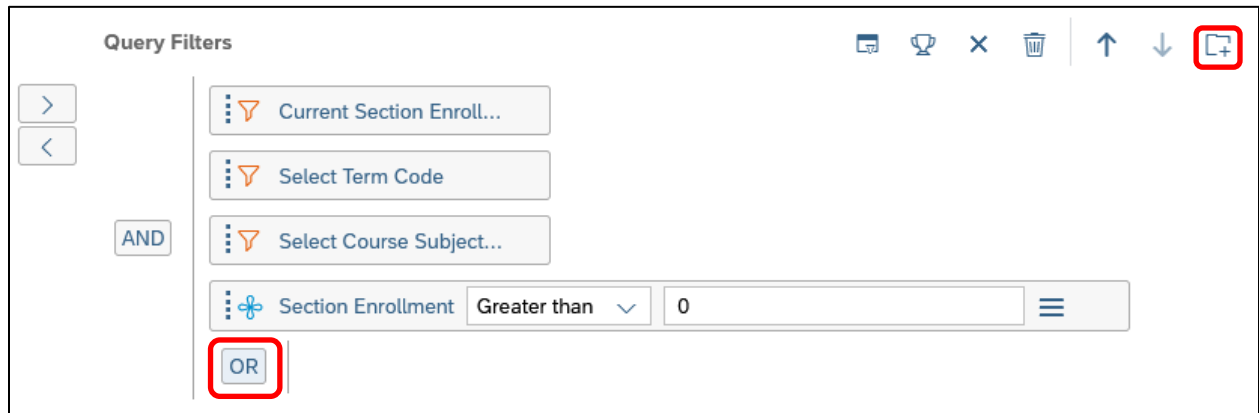 Query Filters
Current Section Enroll...
Select Term Code
AND
Select Course Subject...
Section Enrollment Greater than 0
OR